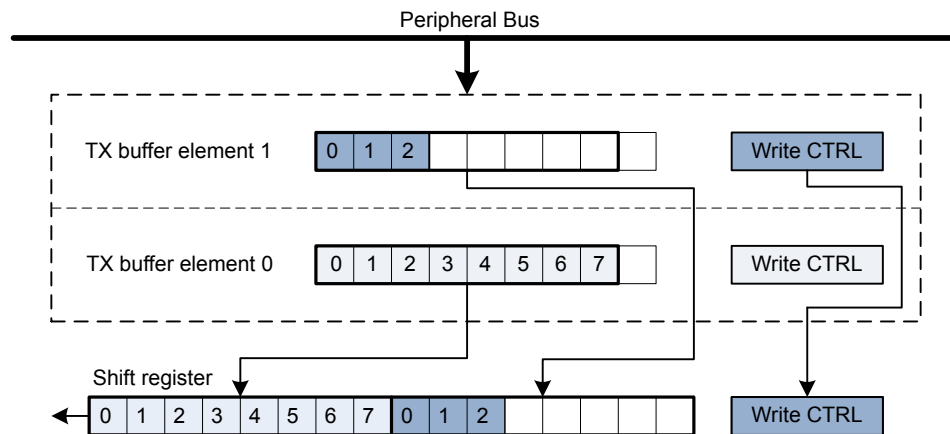 Peripheral Bus
TX buffer element 1 0 1 2 Write CTRL
TX buffer element 0 0 1 2 3 4 5 6 7 Write CTRL
Shift register
0 1 2 3 4 5 6 7 0 1 2 Write CTRL